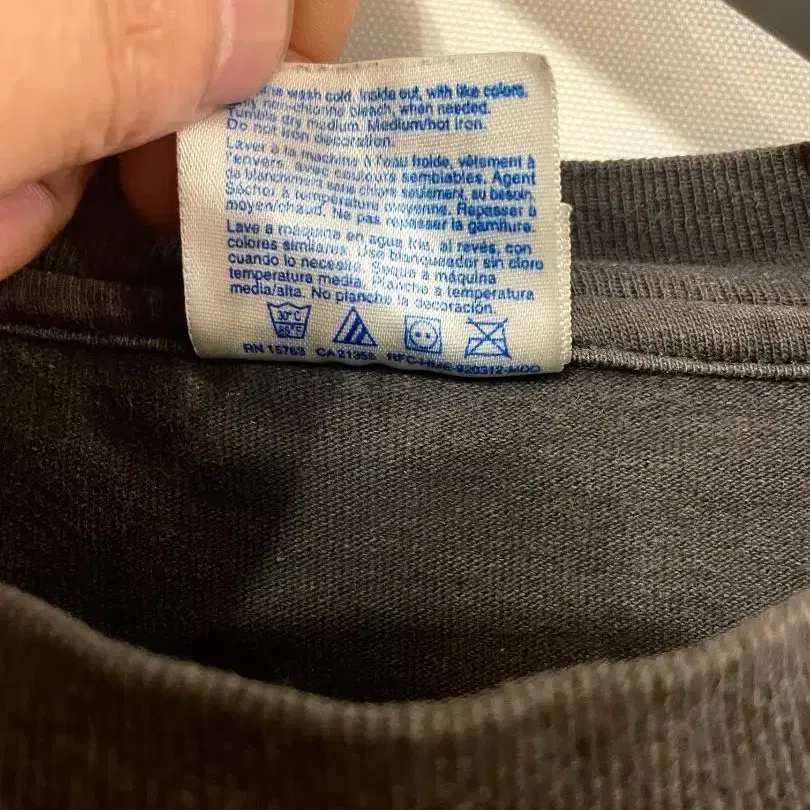 wash cold, inside out, with like colors.
non-chlorine bleach, when needed.
Tumble dry medium. Medium/hot iron.
Do not iron decoration.
Laver à la machine à l'eau froide, vêtement à
l'envers, avec couleurs semblables. Agent
de blanchiment sans chlore seulement, au besoin.
Sécher à température moyenne. Repasser à
moyen/chaud. Ne pas repasser la garniture.
Lave a máquina en agua fría, al revés, con
colores similares. Use blanqueador sin cloro
cuando lo necesite. Seque a máquina
temperatura media. Planche a temperatura
media/alta. No planche la decoración.
30°C
85°F
RN 15763 CA 21356